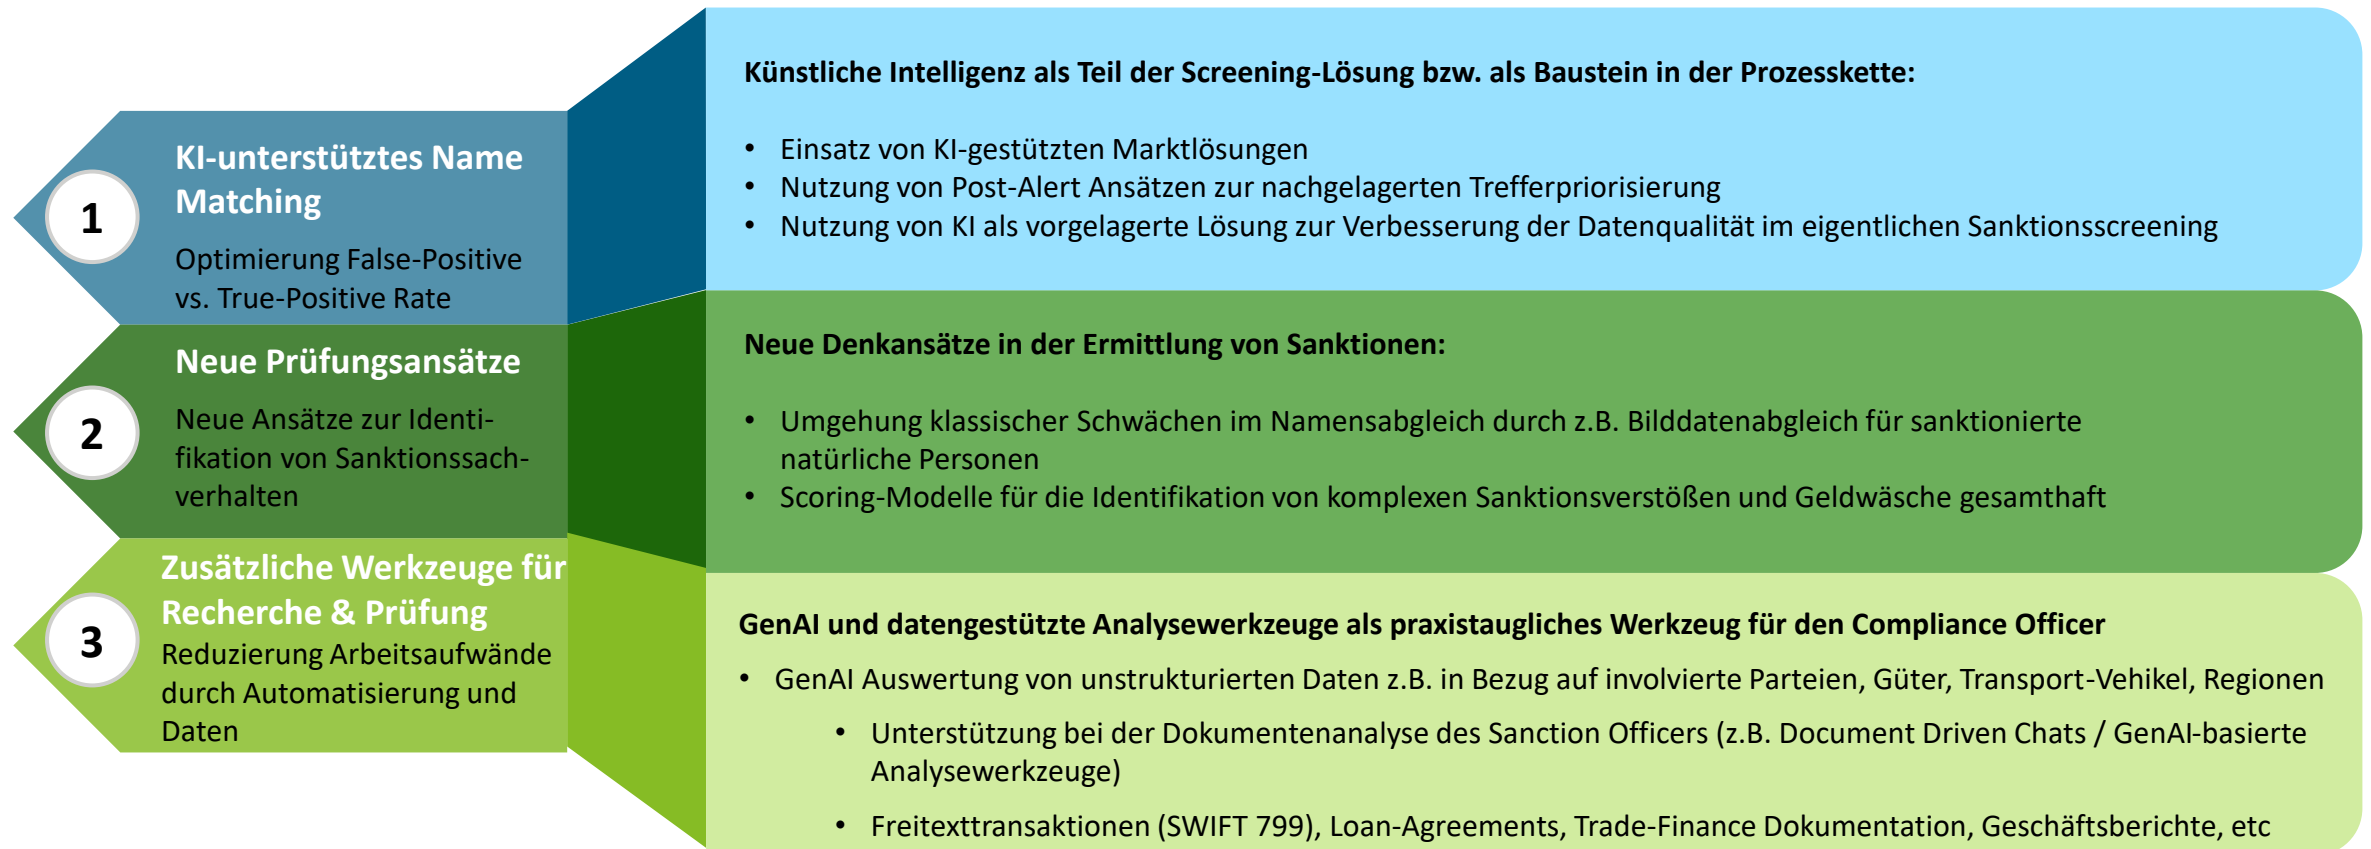 1
KI-unterstütztes Name
Matching
Optimierung False-Positive
vs. True-Positive Rate
Künstliche Intelligenz als Teil der Screening-Lösung bzw. als Baustein in der Prozesskette:
• Einsatz von KI-gestützten Marktlösungen
• Nutzung von Post-Alert Ansätzen zur nachgelagerten Trefferpriorisierung
• Nutzung von KI als vorgelagerte Lösung zur Verbesserung der Datenqualität im eigentlichen Sanktionsscreening
2
Neue Prüfungsansätze
Neue Ansätze zur Identi-
fikation von Sanktionssach-
verhalten
Neue Denkansätze in der Ermittlung von Sanktionen:
• Umgehung klassischer Schwächen im Namensabgleich durch z.B. Bilddatenabgleich für sanktionierte
natürliche Personen
• Scoring-Modelle für die Identifikation von komplexen Sanktionsverstößen und Geldwäsche gesamthaft
3
Zusätzliche Werkzeuge für
Recherche & Prüfung
Reduzierung Arbeitsaufwände
durch Automatisierung und
Daten
GenAI und datengestützte Analysewerkzeuge als praxistaugliches Werkzeug für den Compliance Officer
• GenAI Auswertung von unstrukturierten Daten z.B. in Bezug auf involvierte Parteien, Güter, Transport-Vehikel, Regionen
• Unterstützung bei der Dokumentenanalyse des Sanction Officers (z.B. Document Driven Chats / GenAI-basierte
Analysewerkzeuge)
• Freitexttransaktionen (SWIFT 799), Loan-Agreements, Trade-Finance Dokumentation, Geschäftsberichte, etc